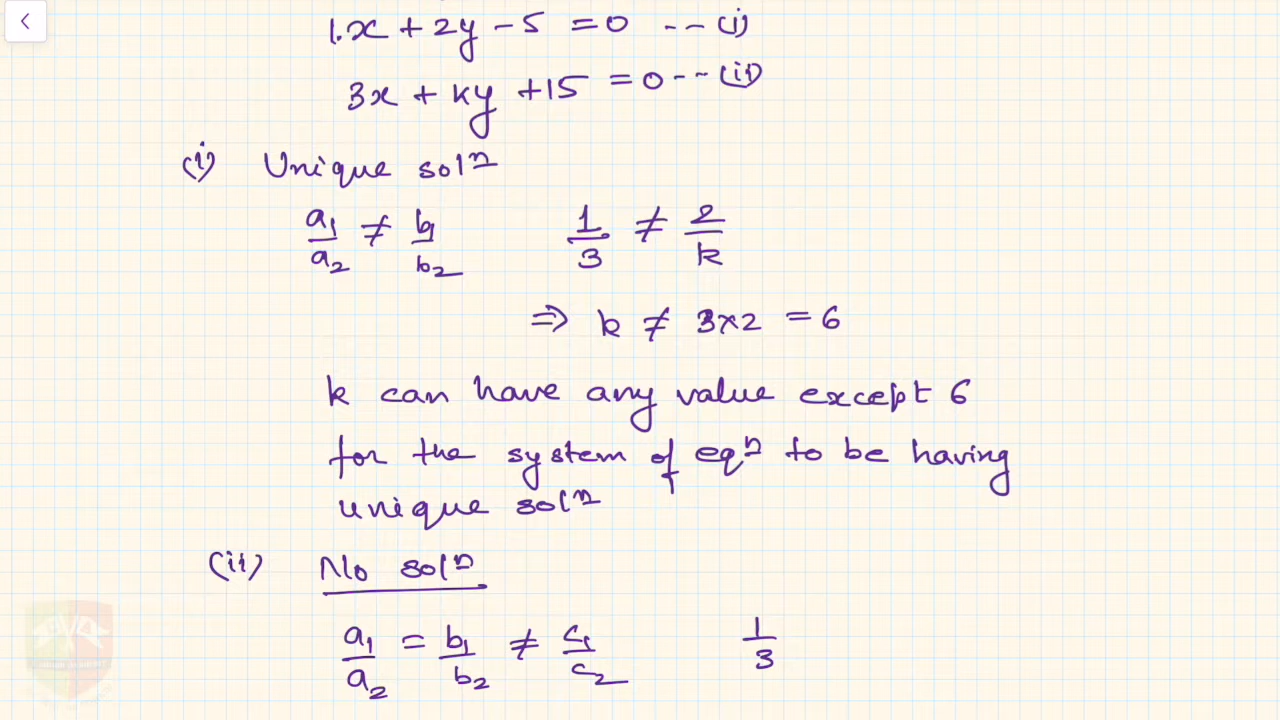 1.x + 2y - 5 = 0 -- (i)
3x + ky + 15 = 0 -- (ii)
(i) Unique solⁿ
a₁/a₂ ≠ b₁/b₂ 1/3 ≠ 2/k
⇒ k ≠ 3×2 = 6
k can have any value except 6
for the system of eqⁿ to be having
unique solⁿ
(ii) No solⁿ
a₁/a₂ = b₁/b₂ ≠ c₁/c₂ 1/3